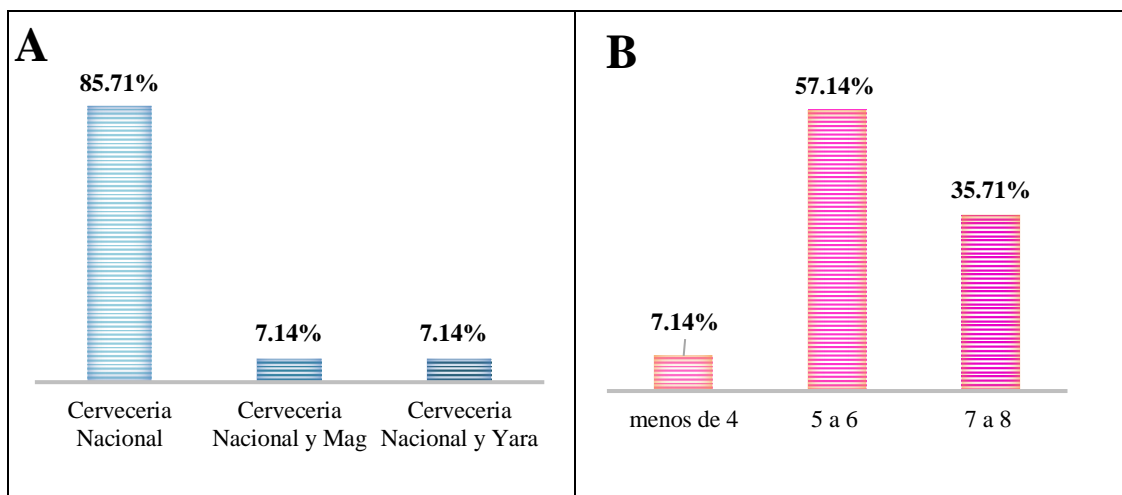 A
85.71%
7.14%
7.14%
Cerveceria
Nacional
Cerveceria
Nacional y Mag
Cerveceria
Nacional y Yara
B
57.14%
35.71%
7.14%
menos de 4
5 a 6
7 a 8